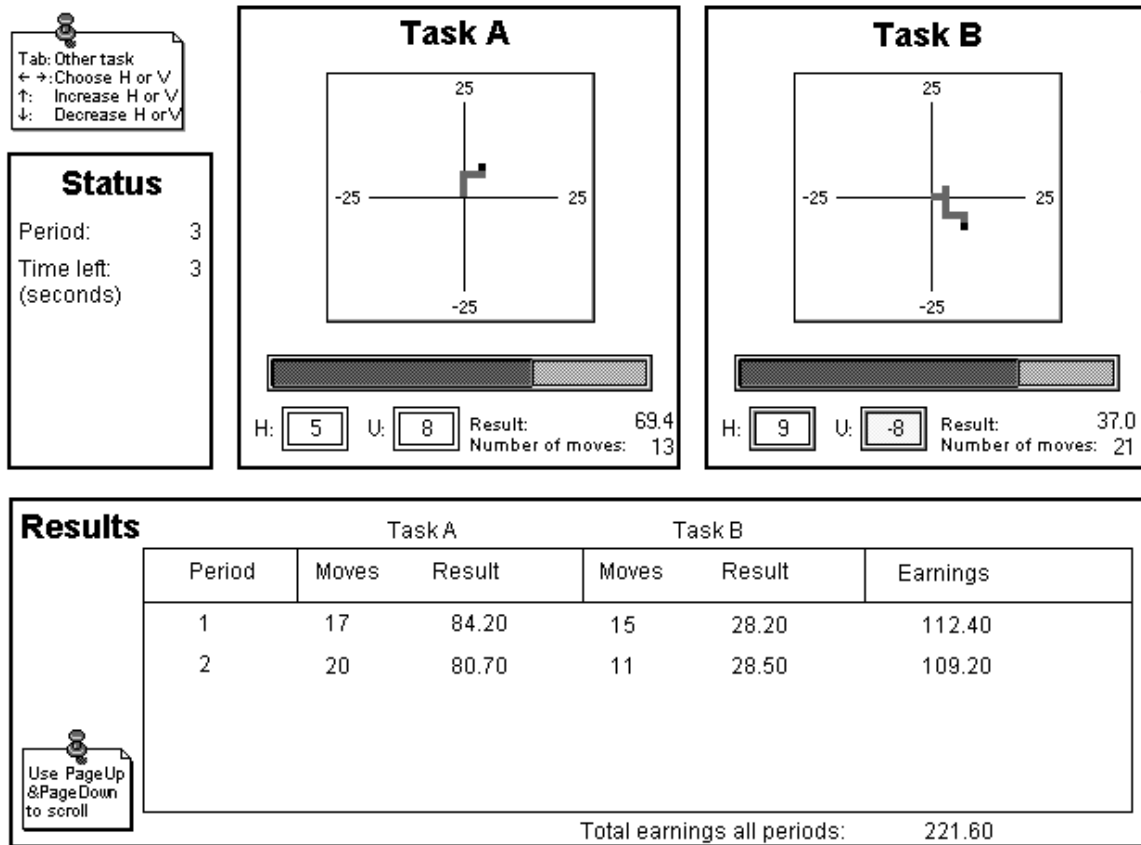 Tab: Other task
← →: Choose H or V
↑: Increase H or V
↓: Decrease H or V
Status
Period: 3
Time left: 3
(seconds)
Task A
25
-25 25
-25
H: 5 V: 8 Result: 69.4
Number of moves: 13
Task B
25
-25 25
-25
H: 9 V: -8 Result: 37.0
Number of moves: 21
Results
Task A Task B
Period Moves Result Moves Result Earnings
1 17 84.20 15 28.20 112.40
2 20 80.70 11 28.50 109.20
Use PageUp
&PageDown
to scroll
Total earnings all periods: 221.60